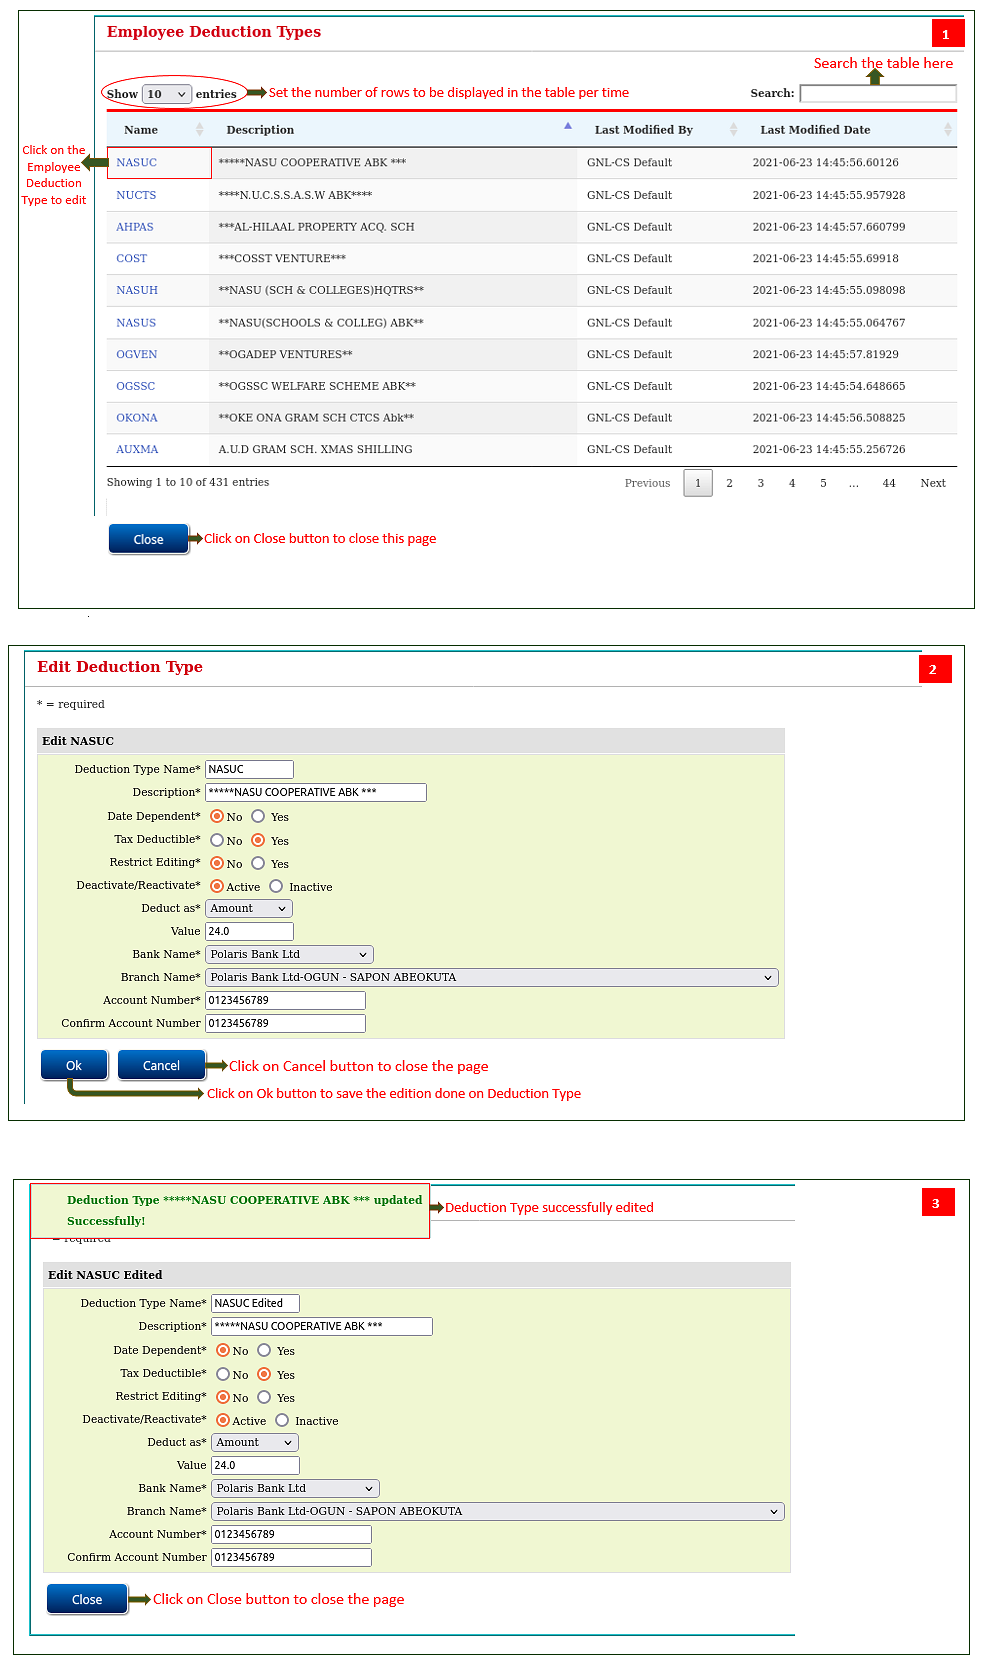 Employee Deduction Types
1
Search the table here
Show 10 entries
Set the number of rows to be displayed in the table per time
Search:
Name Description Last Modified By Last Modified Date
Click on the
Employee
Deduction
Type to edit
NASUC *****NASU COOPERATIVE ABK *** GNL-CS Default 2021-06-23 14:45:56.60126
NUCTS ****N.U.C.S.S.A.S.W ABK**** GNL-CS Default 2021-06-23 14:45:55.957928
AHPAS ***AL-HILAAL PROPERTY ACQ. SCH GNL-CS Default 2021-06-23 14:45:57.660799
COST ***COSST VENTURE*** GNL-CS Default 2021-06-23 14:45:55.69918
NASUH **NASU (SCH & COLLEGES)HQTRS** GNL-CS Default 2021-06-23 14:45:55.098098
NASUS **NASU(SCHOOLS & COLLEG) ABK** GNL-CS Default 2021-06-23 14:45:55.064767
OGVEN **OGADEP VENTURES** GNL-CS Default 2021-06-23 14:45:57.81929
OGSSC **OGSSC WELFARE SCHEME ABK** GNL-CS Default 2021-06-23 14:45:54.648665
OKONA **OKE ONA GRAM SCH CTCS Abk** GNL-CS Default 2021-06-23 14:45:56.508825
AUXMA A.U.D GRAM SCH. XMAS SHILLING GNL-CS Default 2021-06-23 14:45:55.256726
Showing 1 to 10 of 431 entries
Previous 1 2 3 4 5 ... 44 Next
Close
Click on Close button to close this page
Edit Deduction Type
2
* = required
Edit NASUC
Deduction Type Name* NASUC
Description* *****NASU COOPERATIVE ABK ***
Date Dependent* No Yes
Tax Deductible* No Yes
Restrict Editing* No Yes
Deactivate/Reactivate* Active Inactive
Deduct as* Amount
Value 24.0
Bank Name* Polaris Bank Ltd
Branch Name* Polaris Bank Ltd-OGUN - SAPON ABEOKUTA
Account Number* 0123456789
Confirm Account Number 0123456789
Ok Cancel
Click on Cancel button to close the page
Click on Ok button to save the edition done on Deduction Type
Deduction Type *****NASU COOPERATIVE ABK *** updated
Successfully!
Deduction Type successfully edited
3
= required
Edit NASUC Edited
Deduction Type Name* NASUC Edited
Description* *****NASU COOPERATIVE ABK ***
Date Dependent* No Yes
Tax Deductible* No Yes
Restrict Editing* No Yes
Deactivate/Reactivate* Active Inactive
Deduct as* Amount
Value 24.0
Bank Name* Polaris Bank Ltd
Branch Name* Polaris Bank Ltd-OGUN - SAPON ABEOKUTA
Account Number* 0123456789
Confirm Account Number 0123456789
Close
Click on Close button to close the page